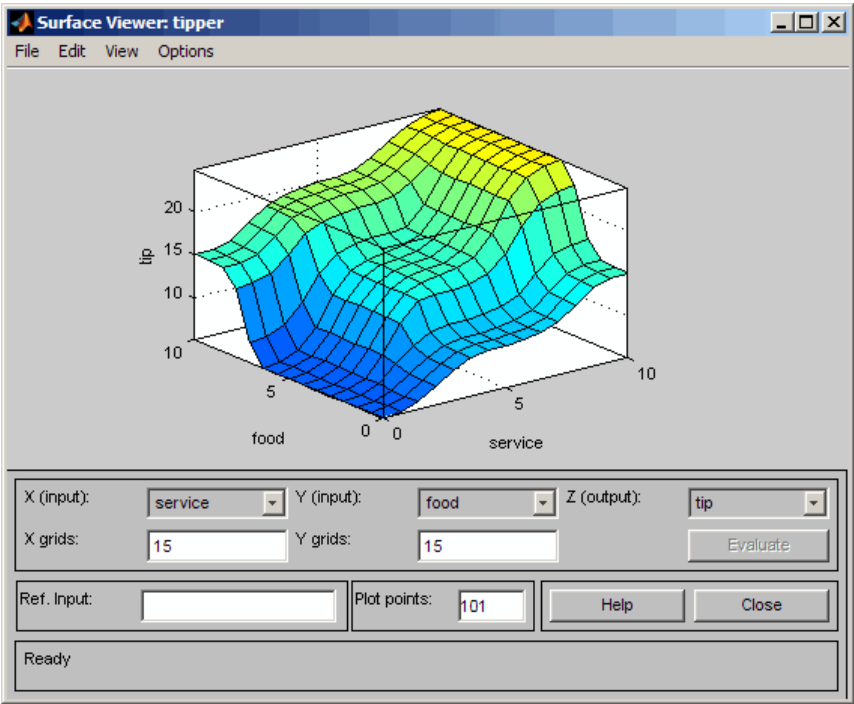 Surface Viewer: tipper
File Edit View Options
20
15
10
tip
10
5
0
food
0
5
10
service
X (input): service Y (input): food Z (output): tip
X grids: 15 Y grids: 15 Evaluate
Ref. Input: Plot points: 101 Help Close
Ready